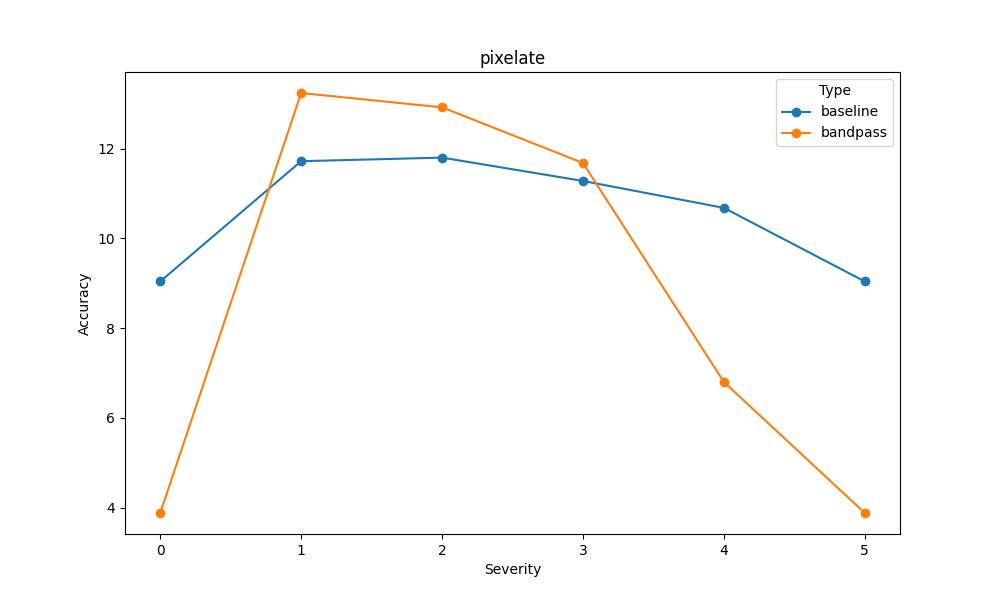 pixelate
Type
baseline
bandpass
Accuracy
12
10
8
6
4
0 1 2 3 4 5
Severity